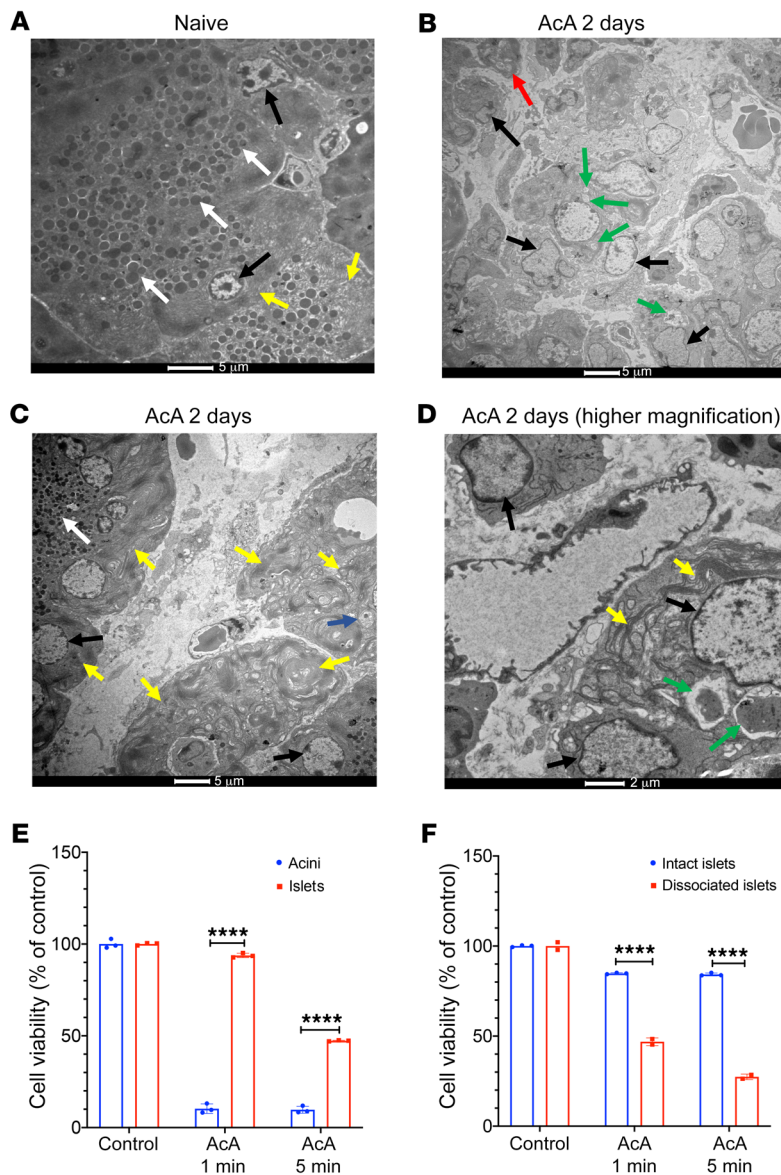 A
Naive
5 μm
B
AcA 2 days
5 μm
C
AcA 2 days
5 μm
D
AcA 2 days (higher magnification)
2 μm
E
Cell viability (% of control)
150
100
50
0
Acini
Islets
****
****
Control
AcA
1 min
AcA
5 min
F
Cell viability (% of control)
150
100
50
0
Intact islets
Dissociated islets
****
****
Control
AcA
1 min
AcA
5 min